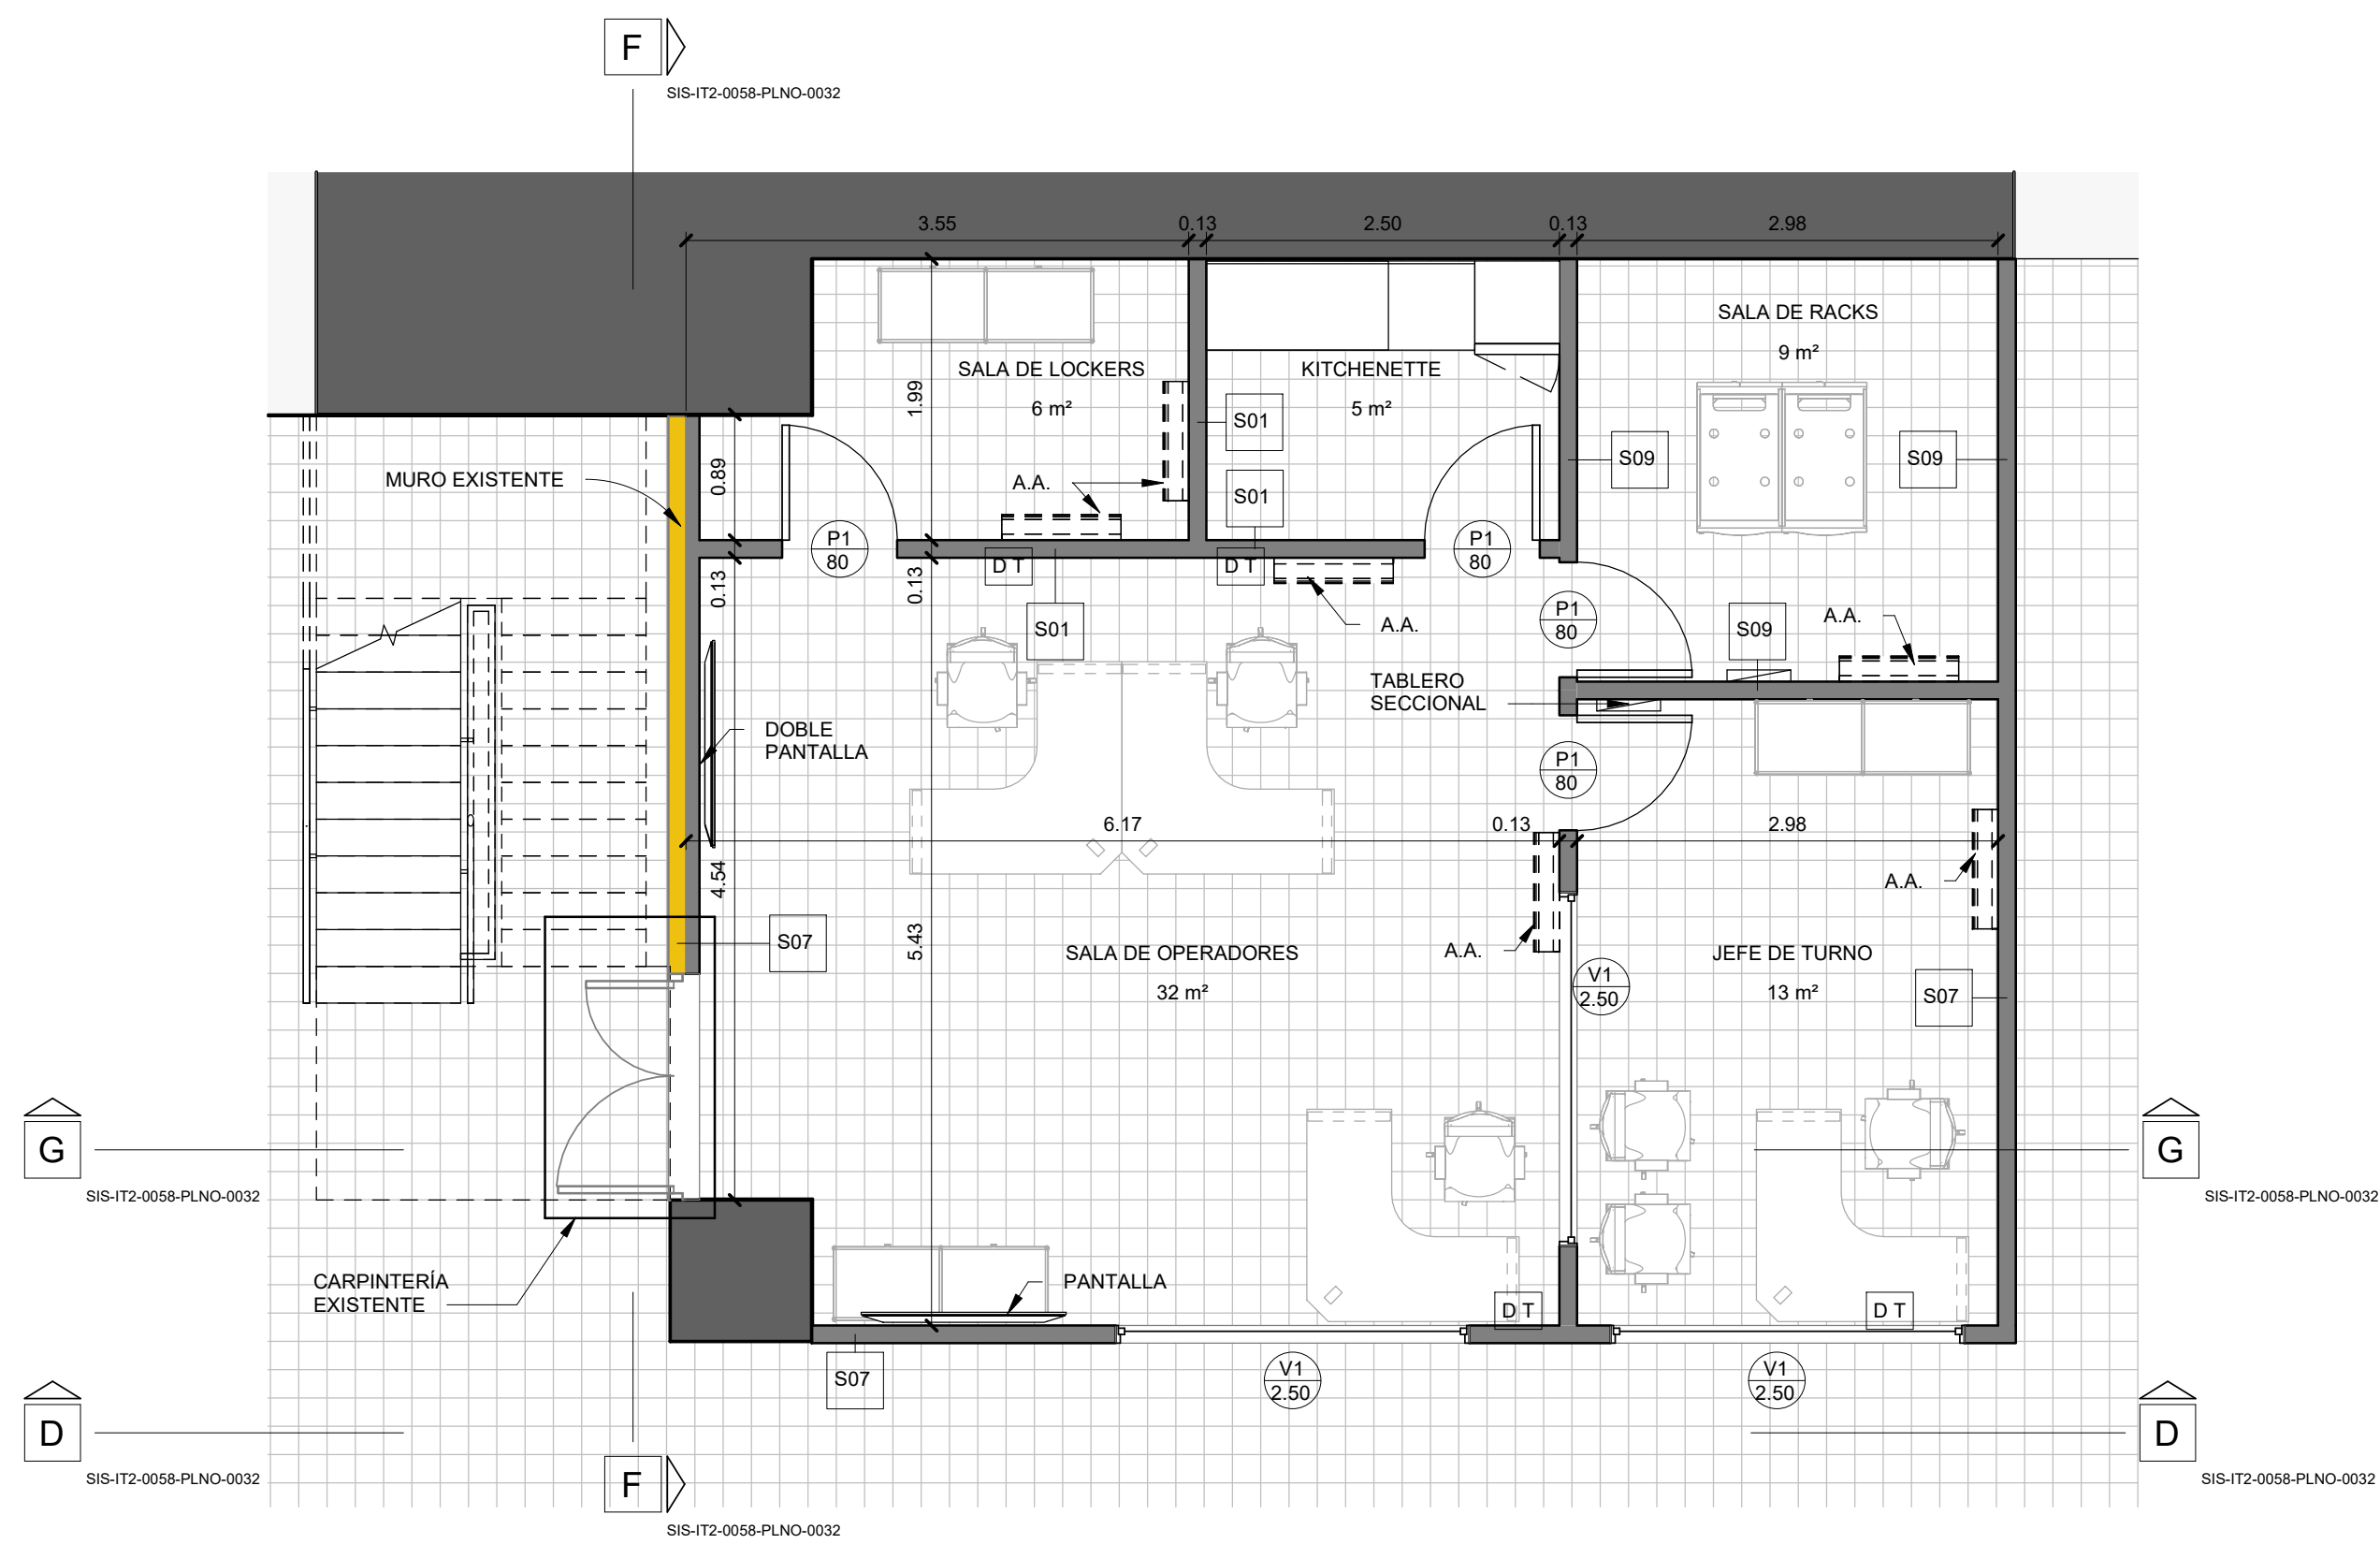 F
SIS-IT2-0058-PLNO-0032
3.55
0.13
2.50
0.13
2.98
SALA DE RACKS
9 m²
SALA DE LOCKERS
6 m²
KITCHENETTE
5 m²
1.99
S01
S09
S09
MURO EXISTENTE
0.89
A.A.
S01
P1
80
P1
80
D T
D T
0.13
0.13
P1
80
S01
A.A.
S09
A.A.
TABLERO
SECCIONAL
DOBLE
PANTALLA
P1
80
6.17
0.13
2.98
4.54
A.A.
S07
5.43
SALA DE OPERADORES
32 m²
A.A.
JEFE DE TURNO
13 m²
V1
2.50
S07
G
SIS-IT2-0058-PLNO-0032
G
SIS-IT2-0058-PLNO-0032
CARPINTERÍA
EXISTENTE
PANTALLA
D T
D T
S07
V1
2.50
V1
2.50
D
SIS-IT2-0058-PLNO-0032
D
SIS-IT2-0058-PLNO-0032
F
SIS-IT2-0058-PLNO-0032